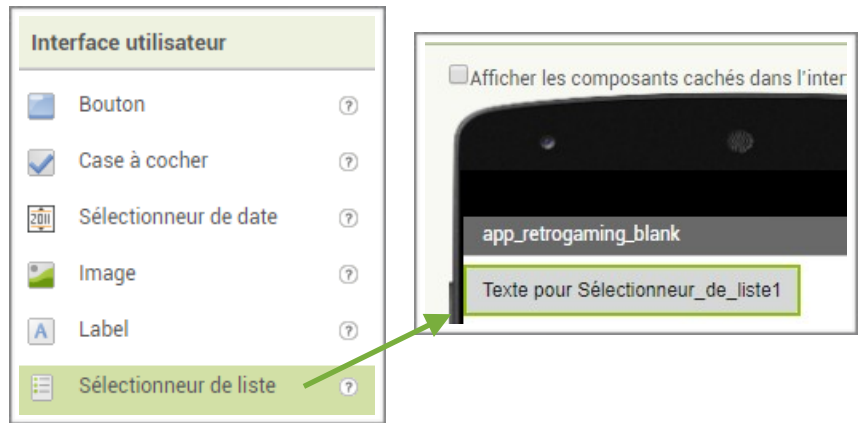 Interface utilisateur
Bouton
?
Case à cocher
?
2011
Sélectionneur de date
?
Image
?
A
Label
?
Sélectionneur de liste
?
Afficher les composants cachés dans l'inter
app_retrogaming_blank
Texte pour Sélectionneur_de_liste1